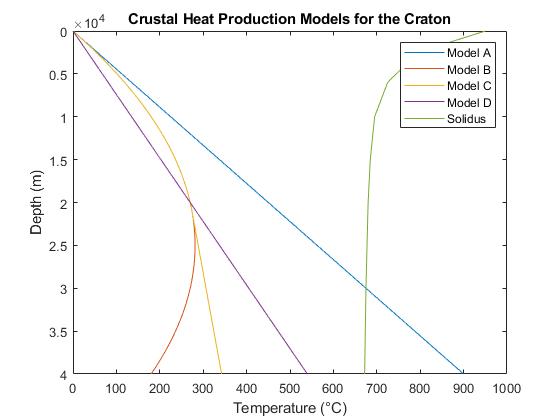 Crustal Heat Production Models for the Craton
×10⁴
0
0.5
1
1.5
2
2.5
3
3.5
4
Depth (m)
Model A
Model B
Model C
Model D
Solidus
0 100 200 300 400 500 600 700 800 900 1000
Temperature (°C)